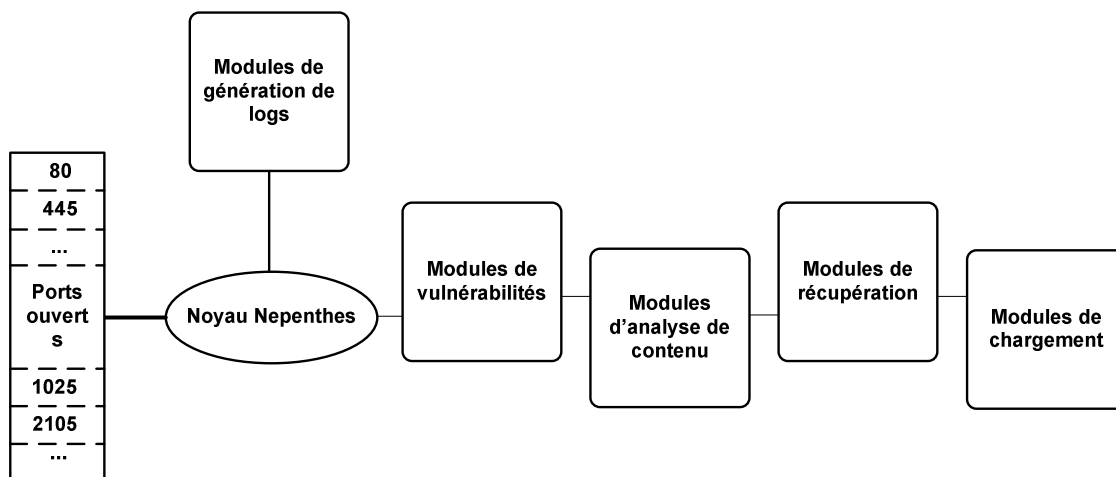 Modules de
génération de
logs
80
445
...
Ports
ouvert
s
1025
2105
...
Noyau Nepenthes
Modules de
vulnérabilités
Modules
d'analyse de
contenu
Modules de
récupération
Modules de
chargement